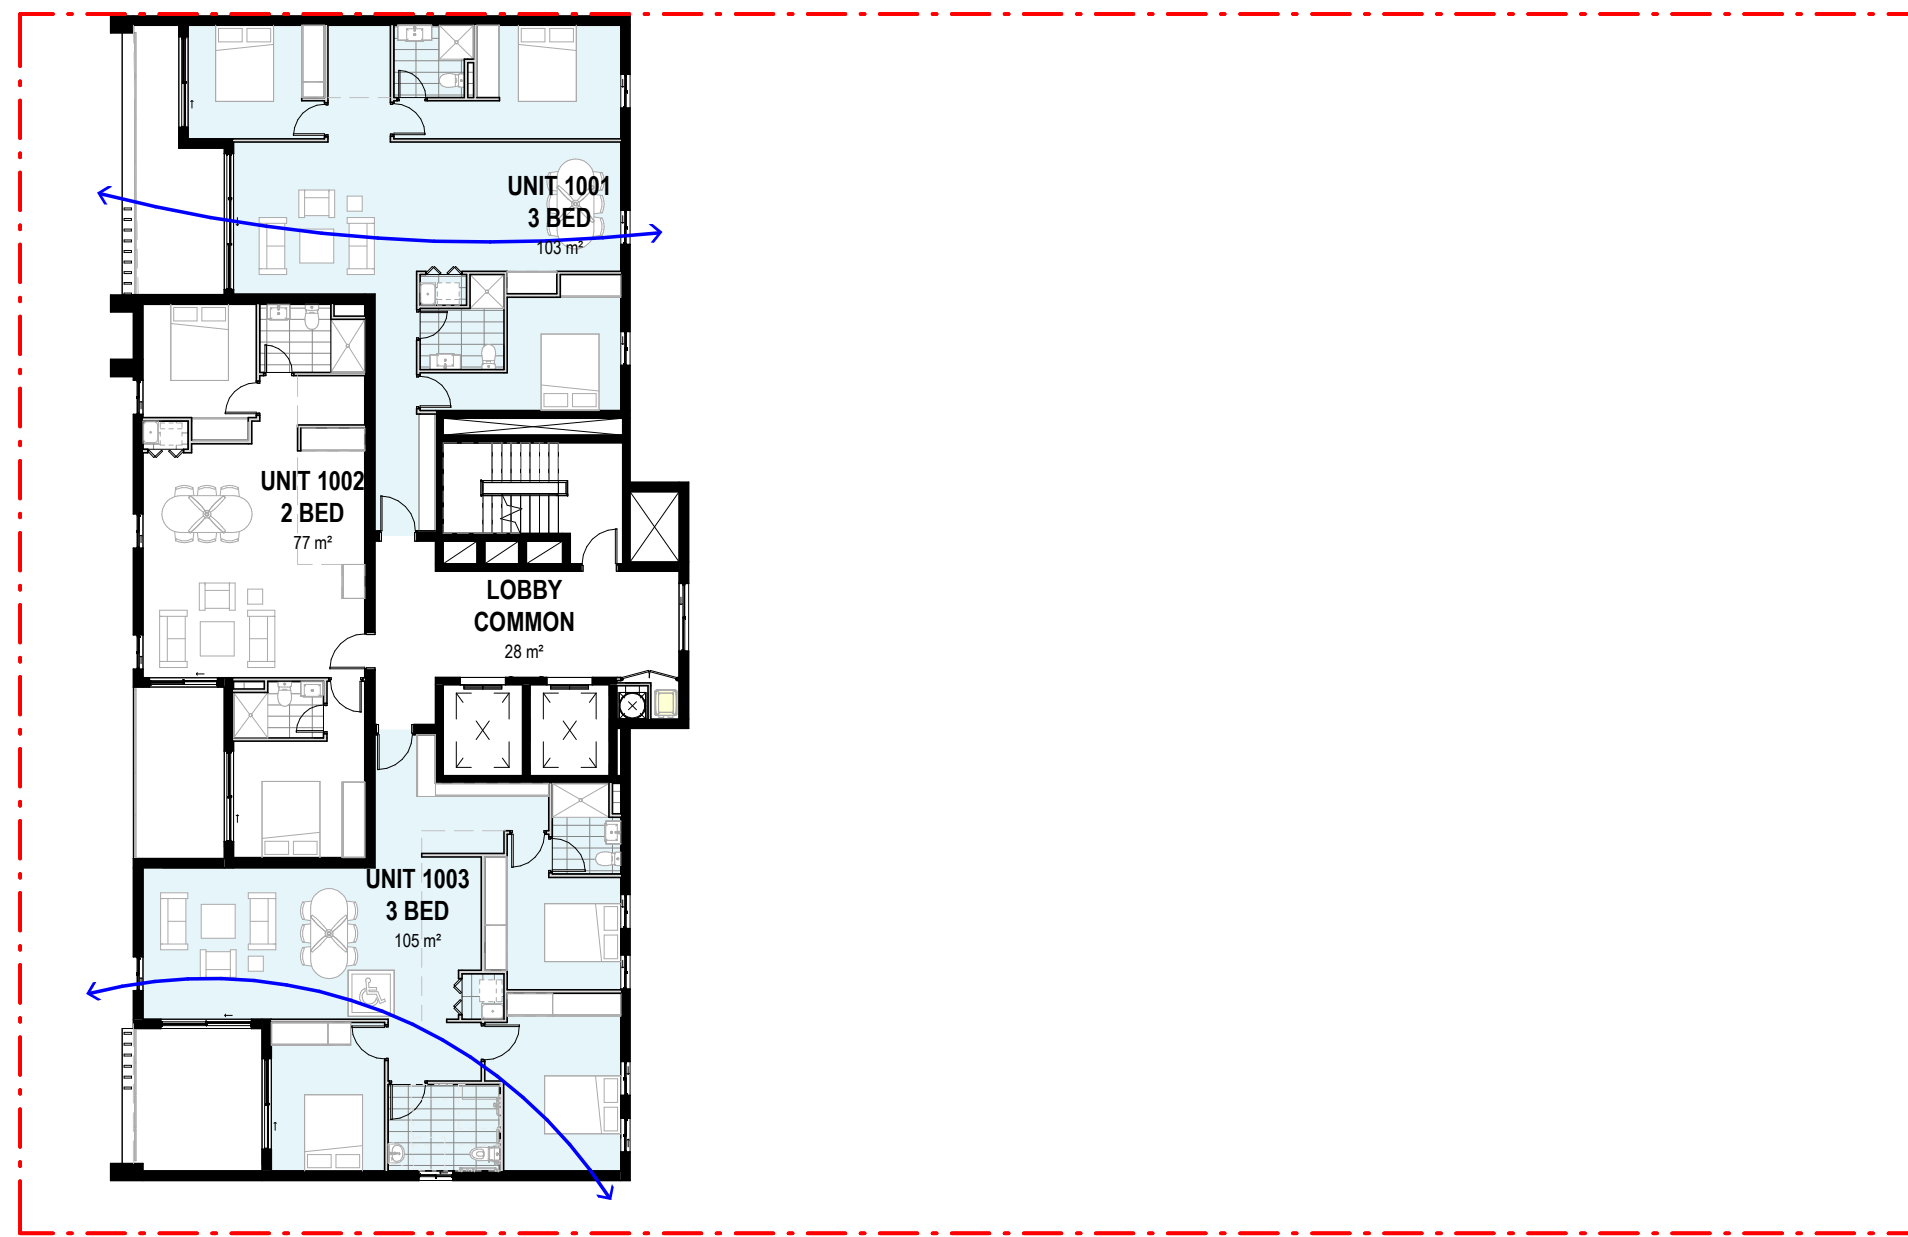 UNIT 1001
3 BED
103 m²
UNIT 1002
2 BED
77 m²
LOBBY
COMMON
28 m²
UNIT 1003
3 BED
105 m²